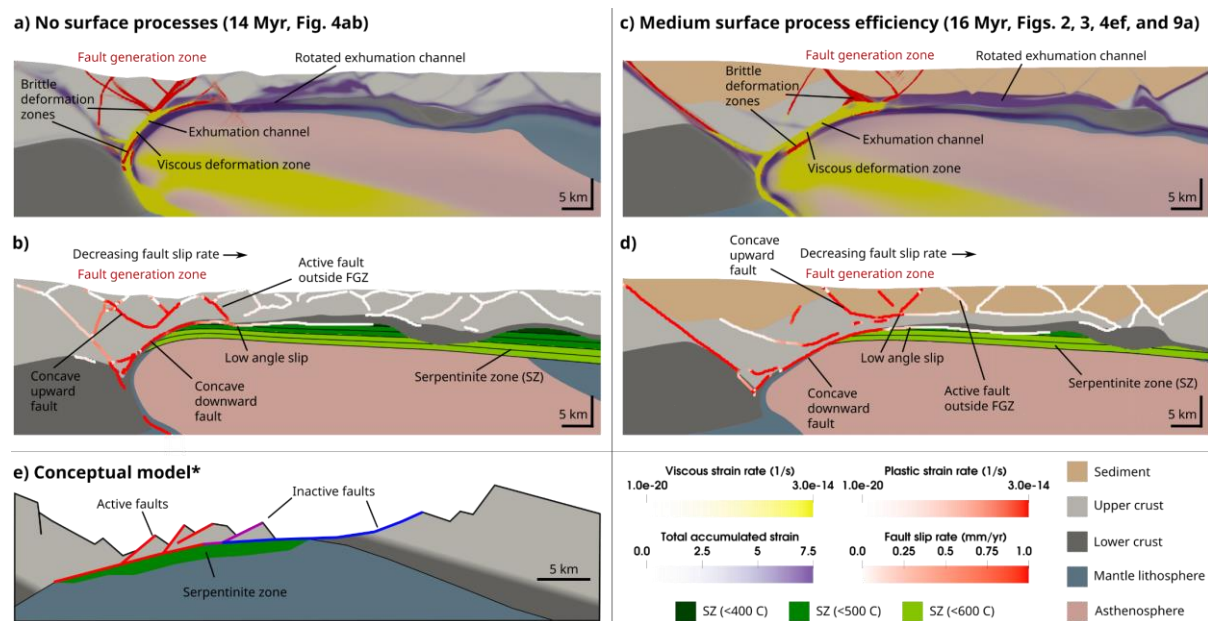 a) No surface processes (14 Myr, Fig. 4ab)
Fault generation zone
Rotated exhumation channel
Brittle
deformation
zones
Exhumation channel
Viscous deformation zone
5 km
b)
Decreasing fault slip rate
Fault generation zone
Active fault
outside FGZ
Low angle slip
Concave
upward
fault
Concave
downward
fault
Serpentinite zone (SZ)
5 km
c) Medium surface process efficiency (16 Myr, Figs. 2, 3, 4ef, and 9a)
Fault generation zone
Rotated exhumation channel
Brittle
deformation
zones
Exhumation channel
Viscous deformation zone
5 km
d)
Concave
upward
fault
Decreasing fault slip rate
Fault generation zone
Low angle slip
Serpentinite zone (SZ)
Concave
downward
fault
Active fault
outside FGZ
5 km
e) Conceptual model*
Active faults
Inactive faults
Serpentinite zone
5 km
Viscous strain rate (1/s)
1.0e-20 3.0e-14
Plastic strain rate (1/s)
1.0e-20 3.0e-14
Total accumulated strain
0.0 2.5 5 7.5
Fault slip rate (mm/yr)
0.0 0.25 0.5 0.75 1.0
SZ (<400 C)
SZ (<500 C)
SZ (<600 C)
Sediment
Upper crust
Lower crust
Mantle lithosphere
Asthenosphere